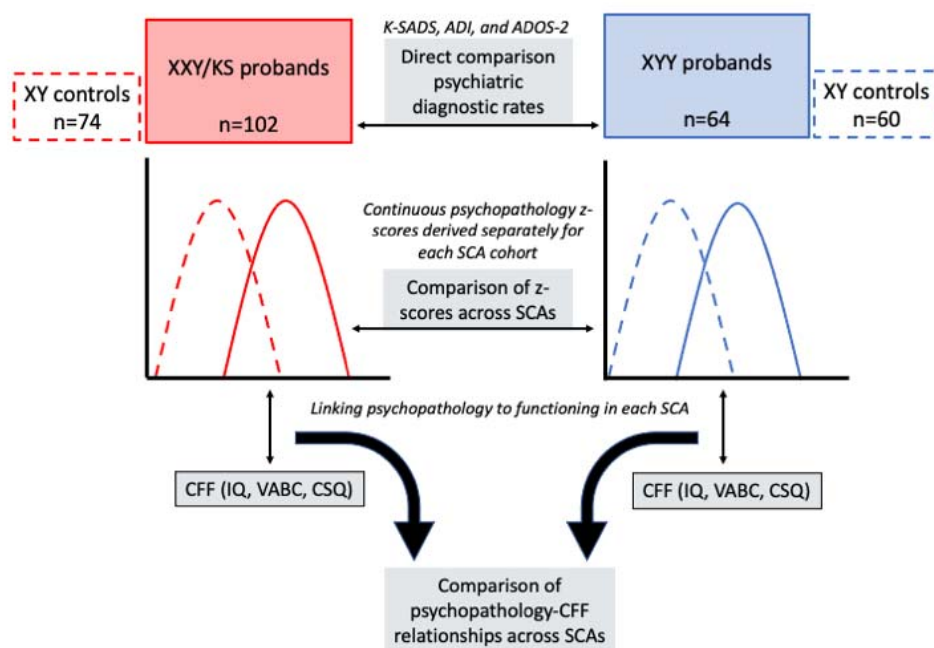 K-SADS, ADI, and ADOS-2
XXY/KS probands
n=102
XY controls
n=74
Direct comparison
psychiatric
diagnostic rates
XYY probands
n=64
XY controls
n=60
Continuous psychopathology z-
scores derived separately for
each SCA cohort
Comparison of z-
scores across SCAs
Linking psychopathology to functioning in each SCA
CFF (IQ, VABC, CSQ)
CFF (IQ, VABC, CSQ)
Comparison of
psychopathology-CFF
relationships across SCAs